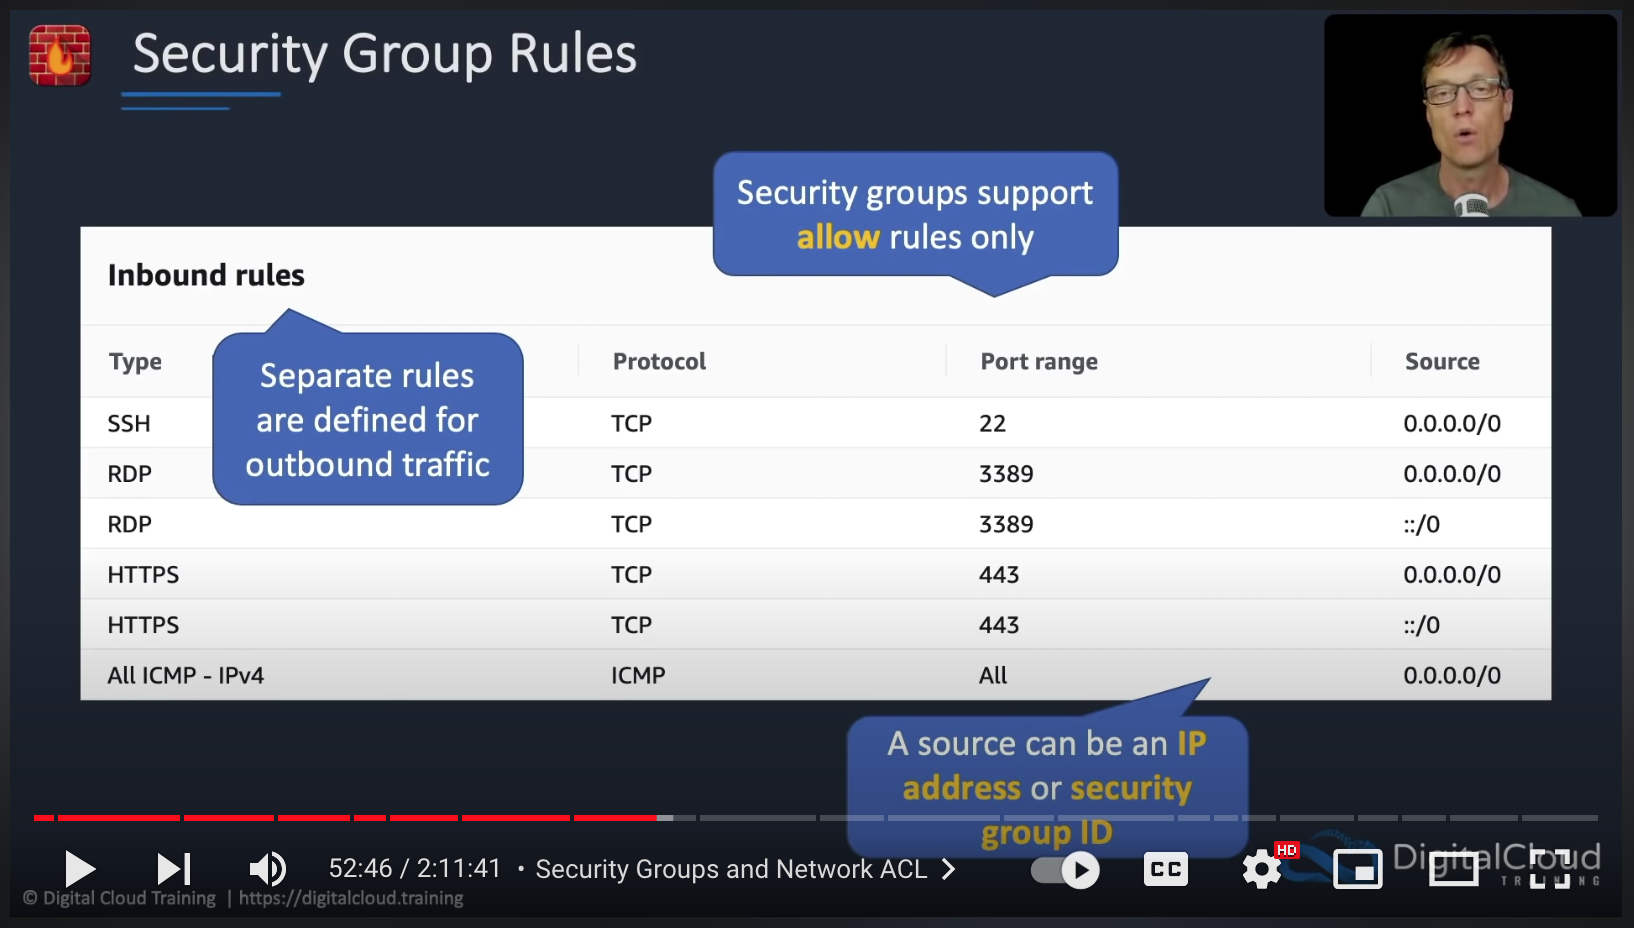 Security Group Rules
Security groups support
allow rules only
Inbound rules
Separate rules
are defined for
outbound traffic
Type Protocol Port range Source
SSH TCP 22 0.0.0.0/0
RDP TCP 3389 0.0.0.0/0
RDP TCP 3389 ::/0
HTTPS TCP 443 0.0.0.0/0
HTTPS TCP 443 ::/0
All ICMP - IPv4 ICMP All 0.0.0.0/0
A source can be an IP
address or security
group ID
52:46 / 2:11:41 • Security Groups and Network ACL
CC
HD
DigitalCloud
TRAINING
© Digital Cloud Training | https://digitalcloud.training